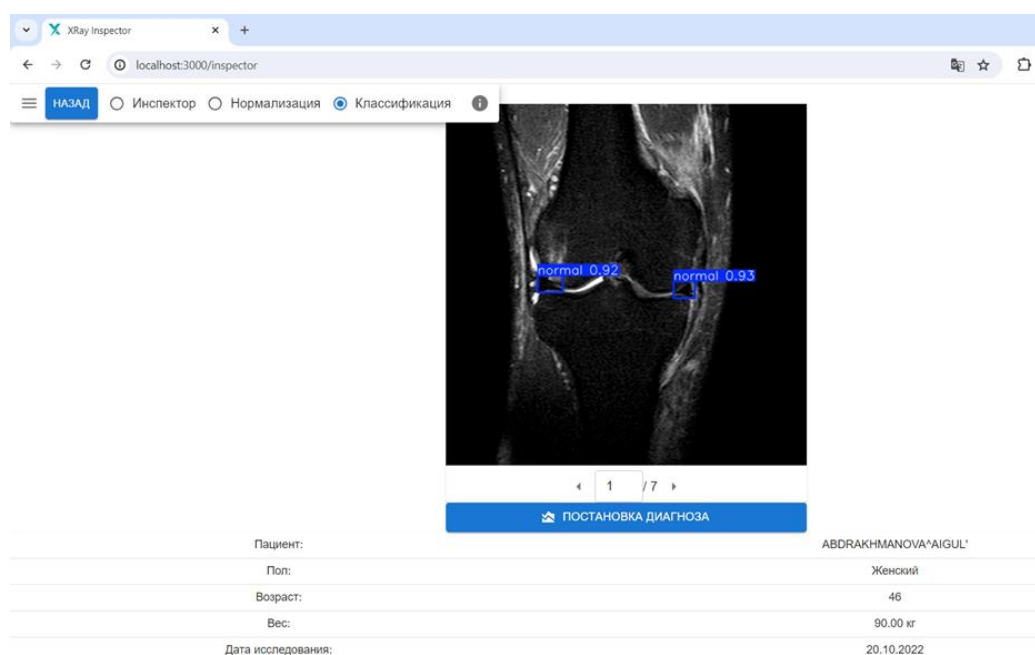 XRay Inspector
localhost:3000/inspector
НАЗАД Инспектор Нормализация Классификация
normal 0.92
normal 0.93
1 / 7
ПОСТАНОВКА ДИАГНОЗА
Пациент: ABDRAKHMANOVA^AIGUL'
Пол: Женский
Возраст: 46
Вес: 90.00 кг
Дата исследования: 20.10.2022